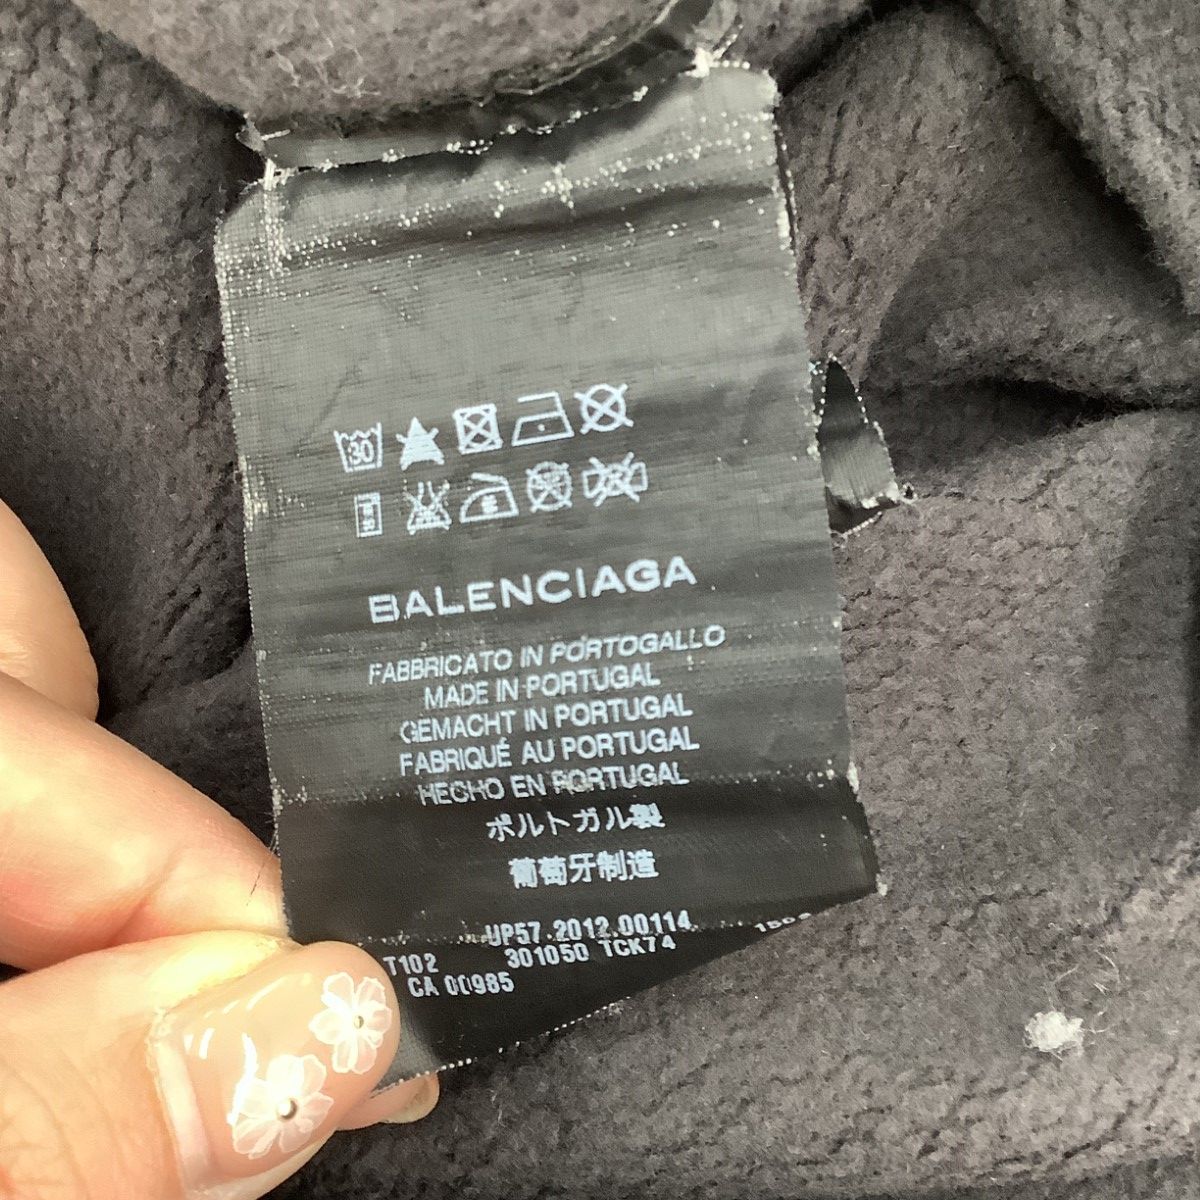 30
BALENCIAGA
FABBRICATO IN PORTOGALLO
MADE IN PORTUGAL
GEMACHT IN PORTUGAL
FABRIQUÉ AU PORTUGAL
HECHO EN PORTUGAL
ポルトガル製
葡萄牙制造
UP57 2012 00114
T102 301050 TCK74
CA 00985